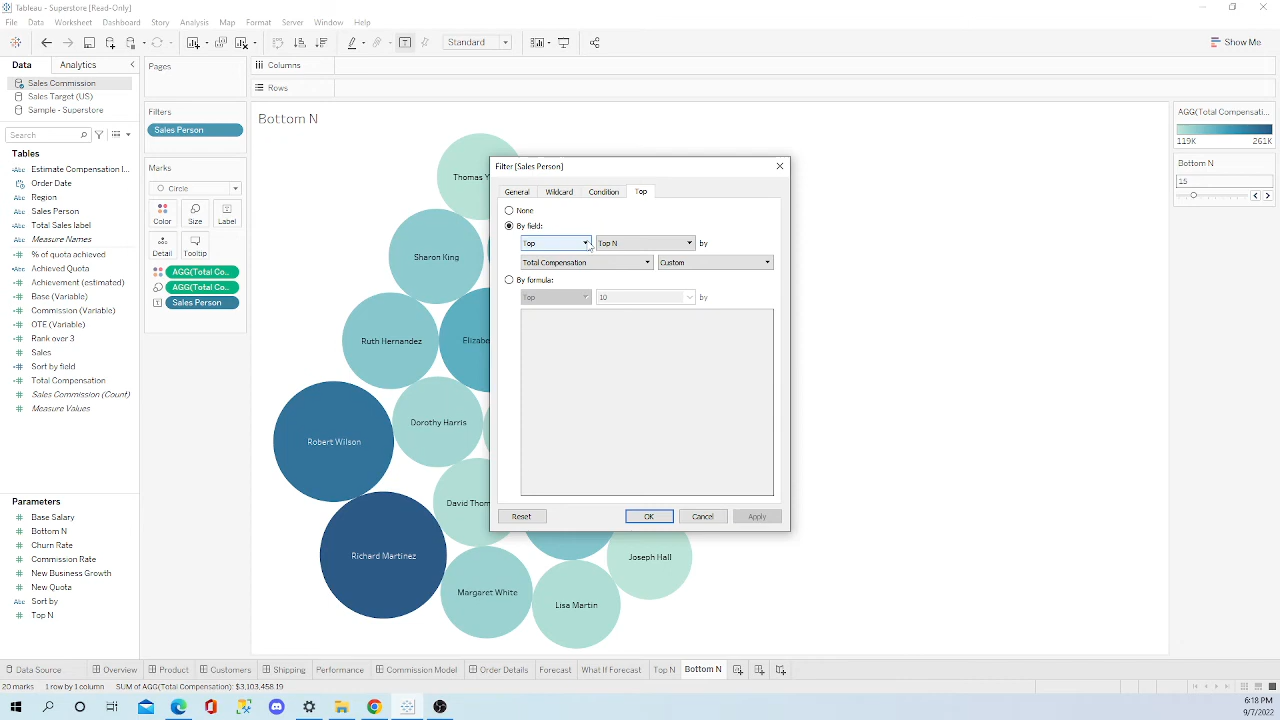 Tableau - Superstore [Read-Only]
File Data Worksheet Dashboard Story Analysis Map Format Server Window Help
Standard
Show Me
Data Analytics
Sales Commission
Sales Target (US)
Sample - Superstore
Search
Tables
Estimate Compensation I...
Order Date
Region
Sales Person
Total Sales label
Measure Names
% of quota achieved
Achieved Quota
Achievement (estimated)
Base (Variable)
Commission (Variable)
OTE (Variable)
Rank over 3
Sales
Sort by field
Total Compensation
Sales Commission (Count)
Measure Values
Parameters
Base Salary
Bottom N
Churn Rate
Commission Rate
New Business Growth
New Quota
Sort by
Top N
Pages
Filters
Sales Person
Marks
Circle
Color Size Label
Detail Tooltip
AGG(Total Co...
AGG(Total Co...
Sales Person
Columns
Rows
Bottom N
Thomas Y
Sharon King
Ruth Hernandez
Elizabe
Dorothy Harris
Robert Wilson
David Thom
Richard Martinez
Joseph Hall
Margaret White
Lisa Martin
Filter [Sales Person]
General Wildcard Condition Top
None
By field:
Top Top N by
Total Compensation Custom
By formula:
Top 10 by
Reset OK Cancel Apply
AGG(Total Compensation)
119K 261K
Bottom N
15
Data Source Overview Product Customers Shipping Performance Commission Model Order Details Forecast What If Forecast Top N Bottom N
20 marks 1 row by 1 column SUM of AGG(Total Compensation): $3,103,458.19
6:18 PM
9/7/2022